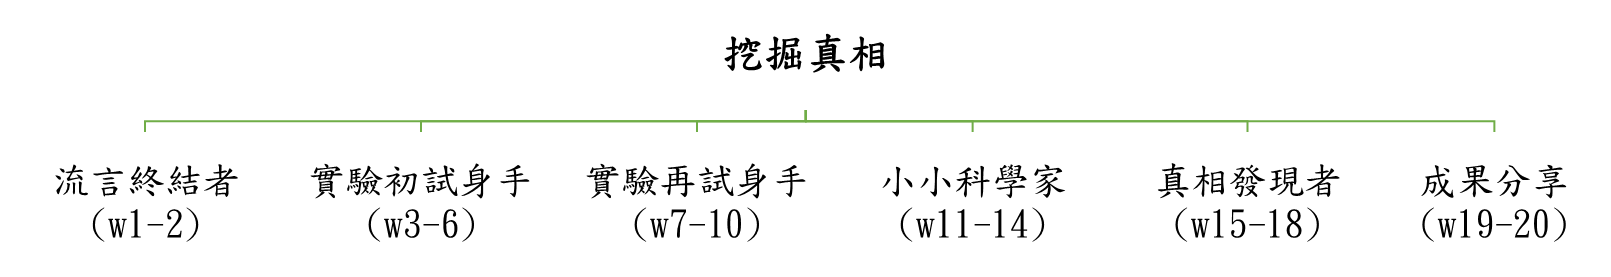 挖掘真相
流言終結者
(w1-2)
實驗初試身手
(w3-6)
實驗再試身手
(w7-10)
小小科學家
(w11-14)
真相發現者
(w15-18)
成果分享
(w19-20)